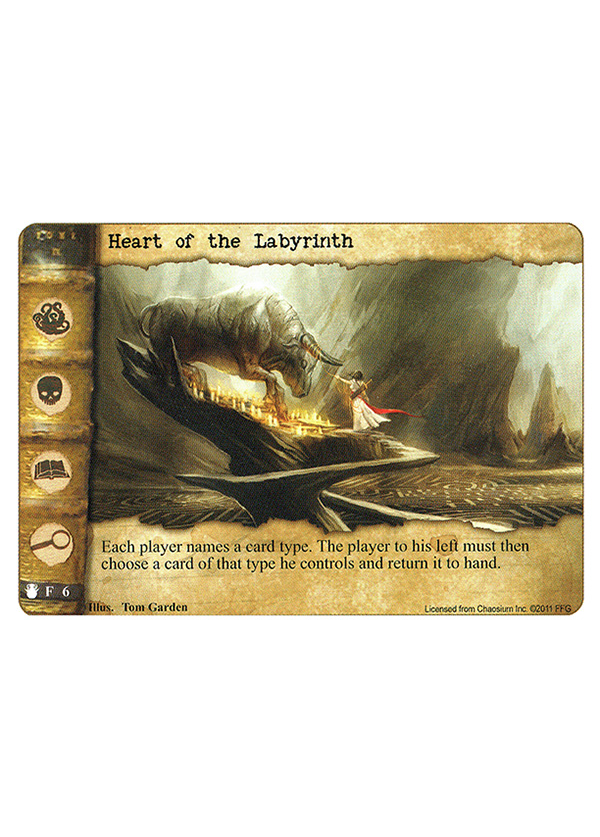 Heart of the Labyrinth
Each player names a card type. The player to his left must then
choose a card of that type he controls and return it to hand.
F 6
Illus. Tom Garden
Licensed from Chaosium Inc. ©2011 FFG